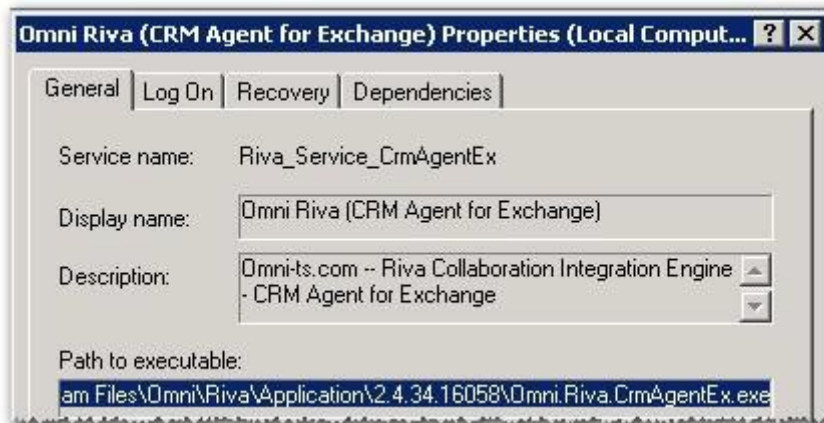 Omni Riva (CRM Agent for Exchange) Properties (Local Comput... ? X
General Log On Recovery Dependencies
Service name: Riva_Service_CrmAgentEx
Display name: Omni Riva (CRM Agent for Exchange)
Description: Omni-ts.com -- Riva Collaboration Integration Engine
- CRM Agent for Exchange
Path to executable:
am Files\Omni\Riva\Application\2.4.34.16058\Omni.Riva.CrmAgentEx.exe